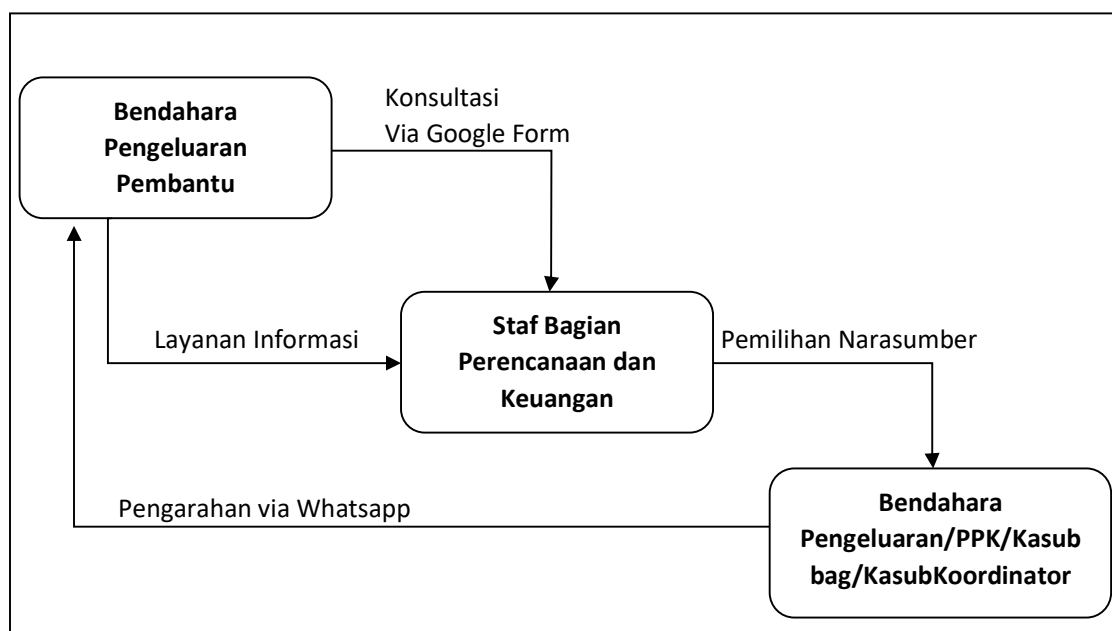 Bendahara
Pengeluaran
Pembantu
Konsultasi
Via Google Form
Layanan Informasi
Staf Bagian
Perencanaan dan
Keuangan
Pemilihan Narasumber
Pengarahan via Whatsapp
Bendahara
Pengeluaran/PPK/Kasub
bag/KasubKoordinator